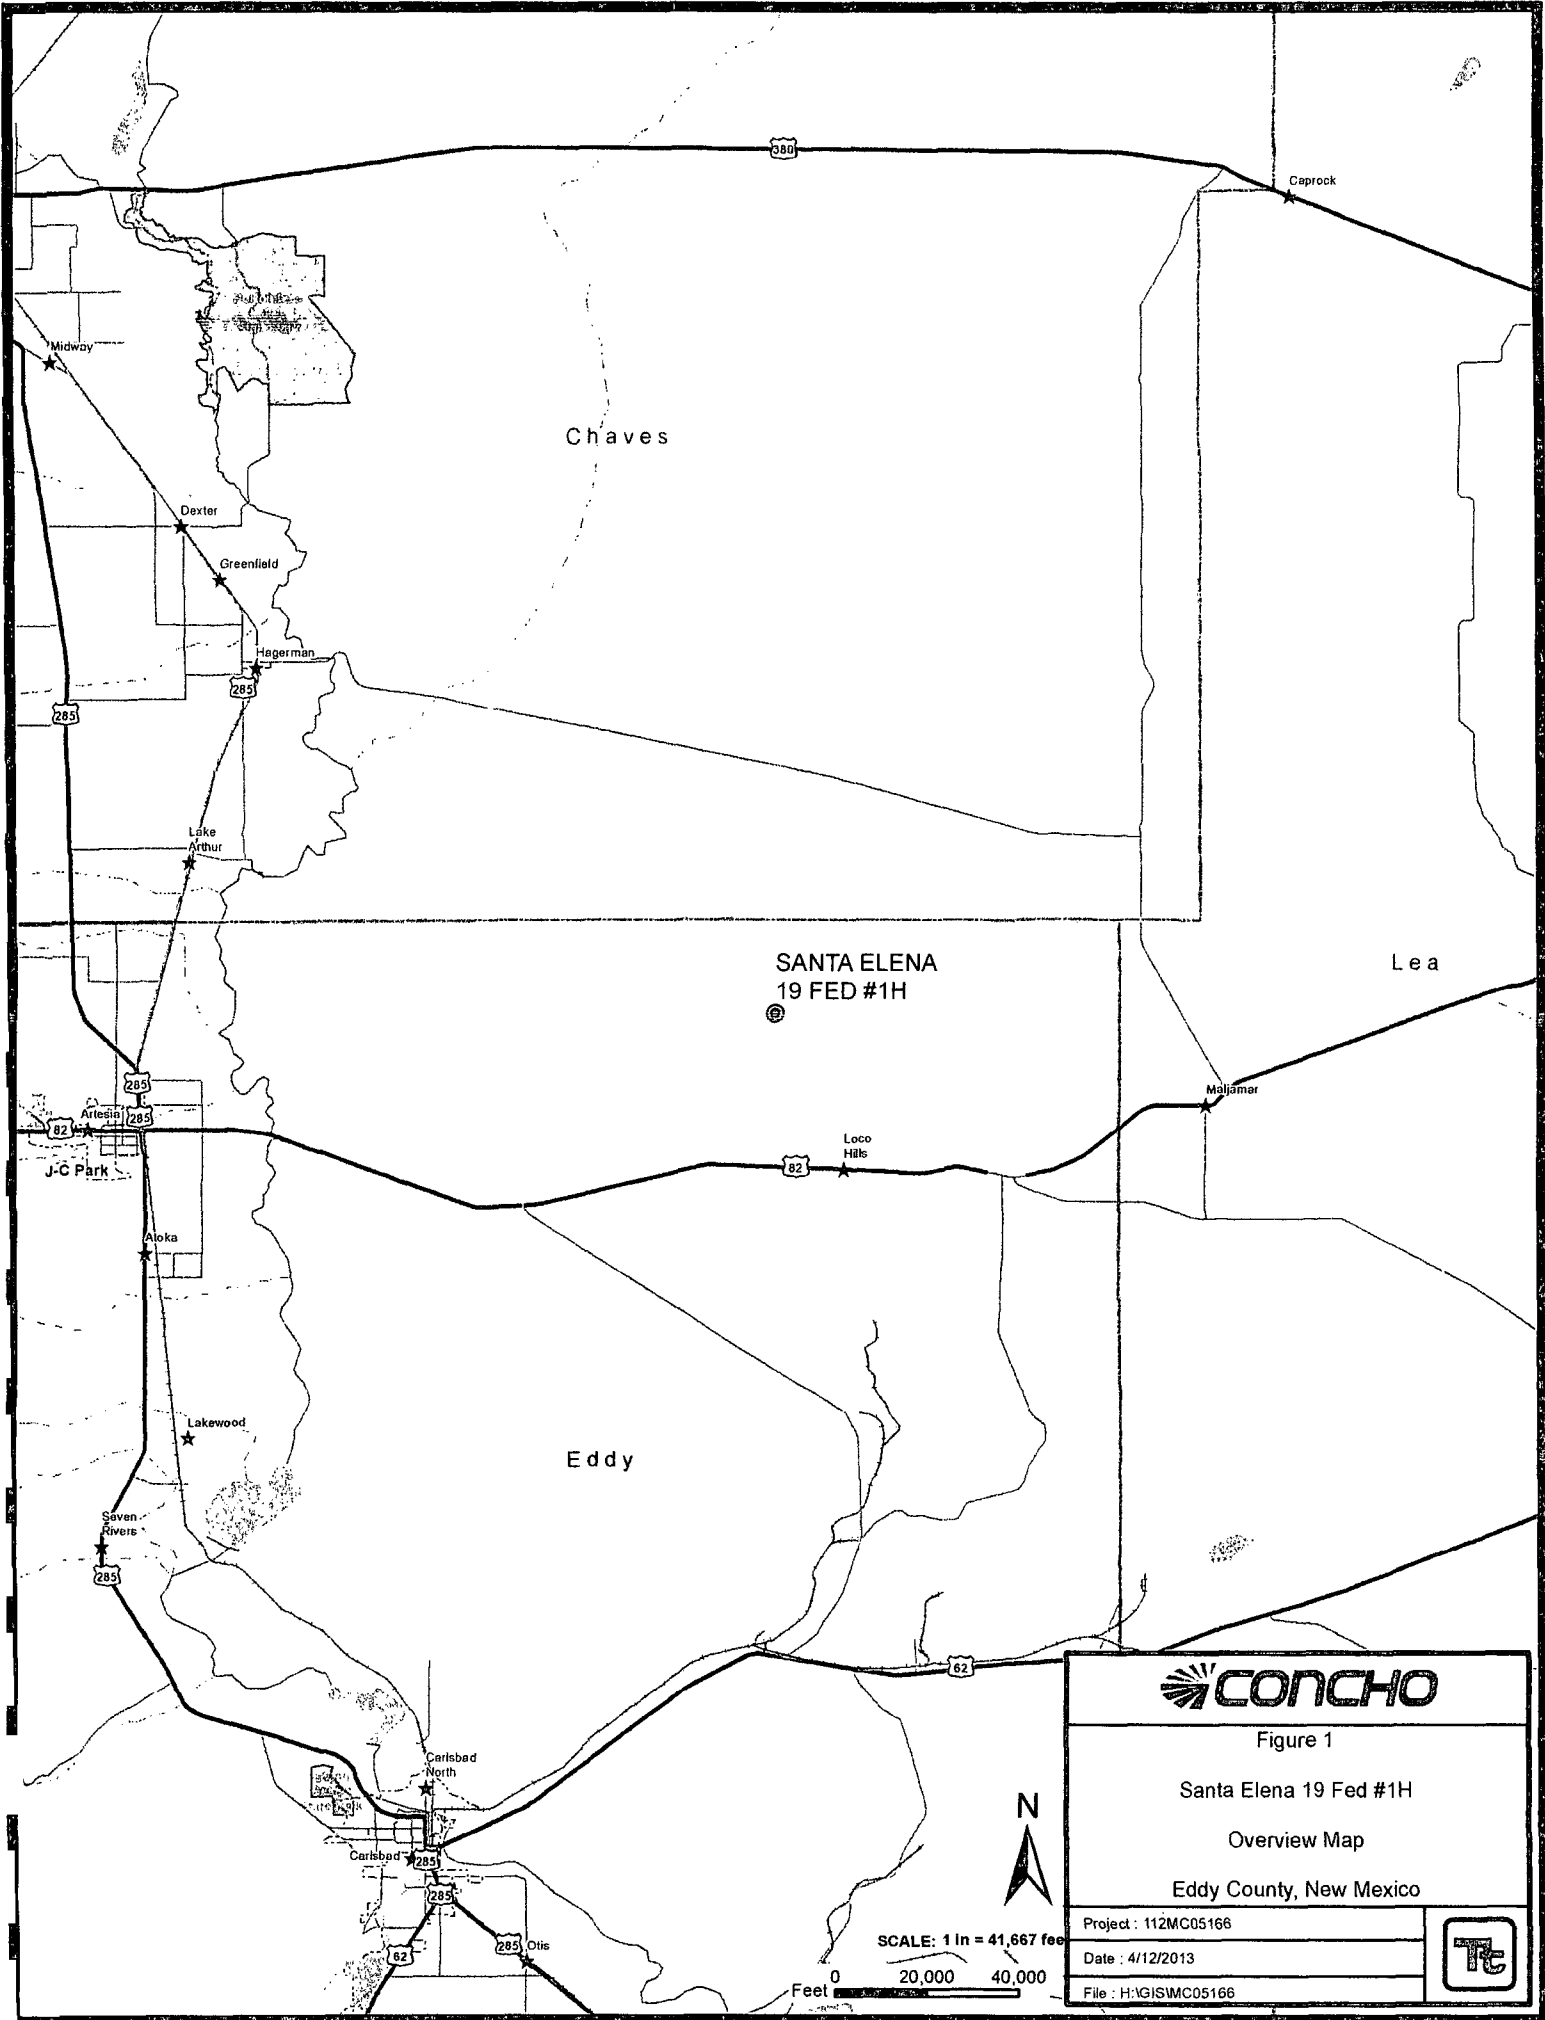 380
Caprock
Midway
Chaves
Dexter
Greenfield
Hagerman
285
285
Lake
Arthur
SANTA ELENA
19 FED #1H
Lea
285
Maljamar
Artesia
285
82
J-C Park
Loco
Hills
82
Atoka
Lakewood
Eddy
Seven
Rivers
285
62
Carlsbad
North
Carlsbad
285
285
62
285
Otis
N
SCALE: 1 in = 41,667 fee
0
20,000
40,000
Feet
CONCHO
Figure 1
Santa Elena 19 Fed #1H
Overview Map
Eddy County, New Mexico
Project : 112MC05166
Date : 4/12/2013
File : H:\GIS\MC05166
Tt